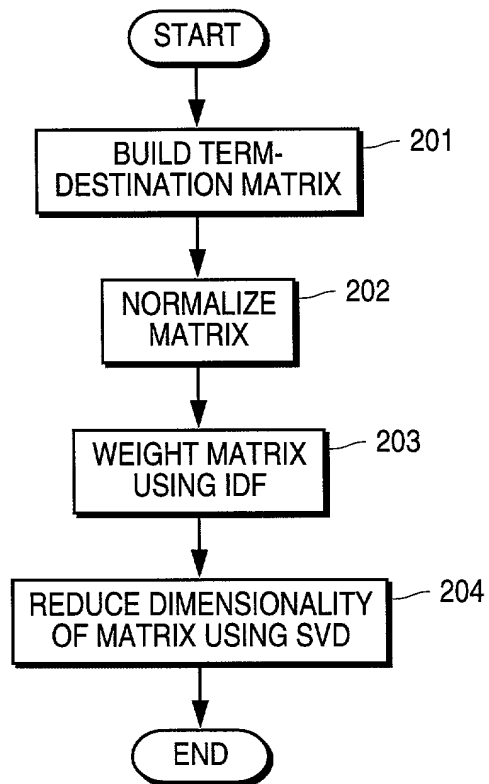 START
BUILD TERM-
DESTINATION MATRIX
201
NORMALIZE
MATRIX
202
WEIGHT MATRIX
USING IDF
203
REDUCE DIMENSIONALITY
OF MATRIX USING SVD
204
END